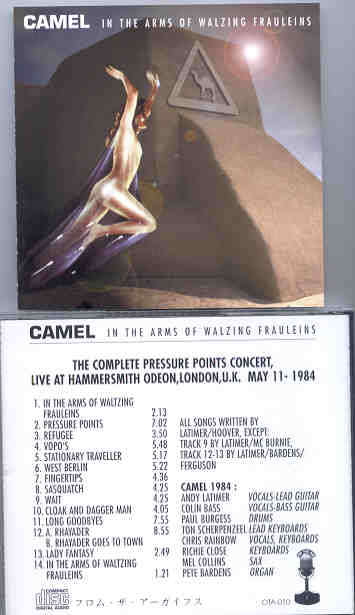 CAMEL IN THE ARMS OF WALZING FRAULEINS
CAMEL IN THE ARMS OF WALZING FRAULEINS
THE COMPLETE PRESSURE POINTS CONCERT,
LIVE AT HAMMERSMITH ODEON,LONDON,U.K. MAY 11- 1984
1. IN THE ARMS OF WALTZING
FRAULEINS 2.13
2. PRESSURE POINTS 7.02
3. REFUGEE 3.50
4. VOPO'S 5.48
5. STATIONARY TRAVELLER 5.17
6. WEST BERLIN 5.22
7. FINGERTIPS 4.36
8. SASQUATCH 4.25
9. WAIT 4.25
10. CLOAK AND DAGGER MAN 4.05
11. LONG GOODBYES 7.55
12. A. RHAYADER 8.55
B. RHAYADER GOES TO TOWN
13. LADY FANTASY 2.49
14. IN THE ARMS OF WALTZING
FRAULEINS 1.21
ALL SONGS WRITTEN BY
LATIMER/HOOVER, EXCEPT:
TRACK 9 BY LATIMER/MC BURNIE,
TRACK 12-13 BY LATIMER/BARDENS/
FERGUSON
CAMEL 1984 :
ANDY LATIMER VOCALS-LEAD GUITAR
COLIN BASS VOCALS-BASS GUITAR
PAUL BURGESS DRUMS
TON SCHERPENZEEL LEAD KEYBOARDS
CHRIS RAINBOW VOCALS, KEYBOARDS
RICHIE CLOSE KEYBOARDS
MEL COLLINS SAX
PETE BARDENS ORGAN
COMPACT
disc
DIGITAL AUDIO
フロム・ザ・アーカイブス
OTA-010